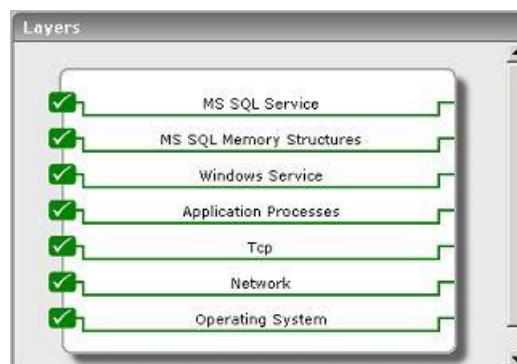 Layers
MS SQL Service
MS SQL Memory Structures
Windows Service
Application Processes
Tcp
Network
Operating System